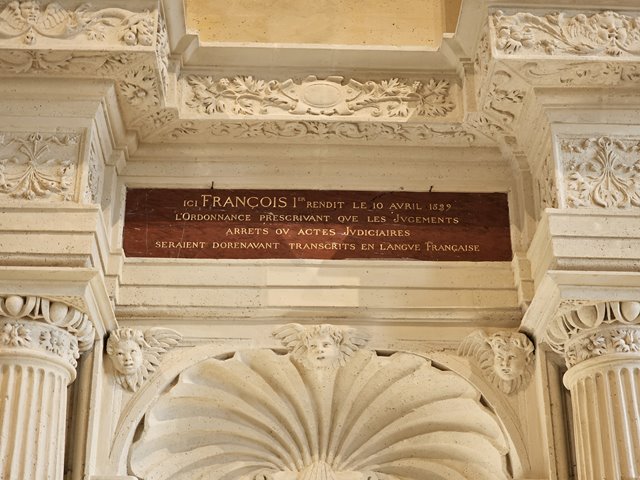 ICI FRANÇOIS Iᴱᴿ RENDIT LE 10 AVRIL 1539
L'ORDONNANCE PRESCRIVANT QVE LES JVGEMENTS
ARRETS OV ACTES JVDICIAIRES
SERAIENT DORENAVANT TRANSCRITS EN LANGVE FRANÇAISE